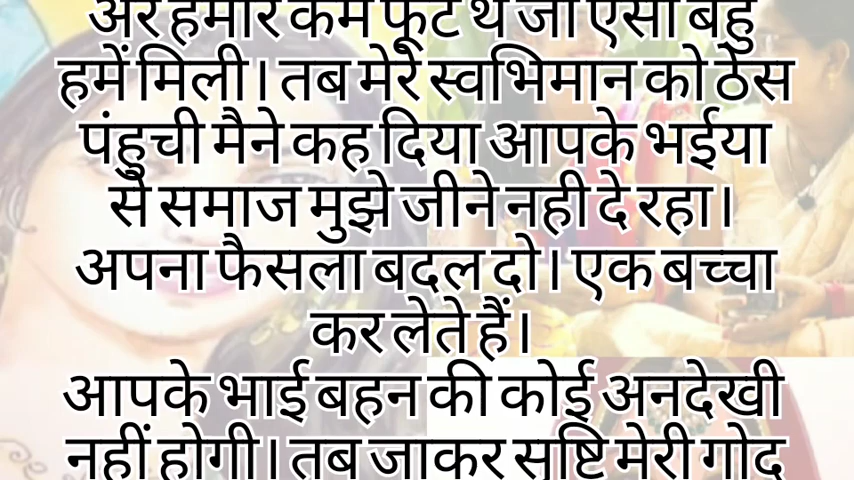 अरे हमारे कर्म फूटे थे जो ऐसी बहु
हमें मिली। तब मेरे स्वभिमान को ठेस
पंहुची मैने कह दिया आपके भईया
से समाज मुझे जीने नही दे रहा।
अपना फैसला बदल दो। एक बच्चा
कर लेते हैं।
आपके भाई बहन की कोई अनदेखी
नहीं होगी। तब जाकर सृष्टि मेरी गोद